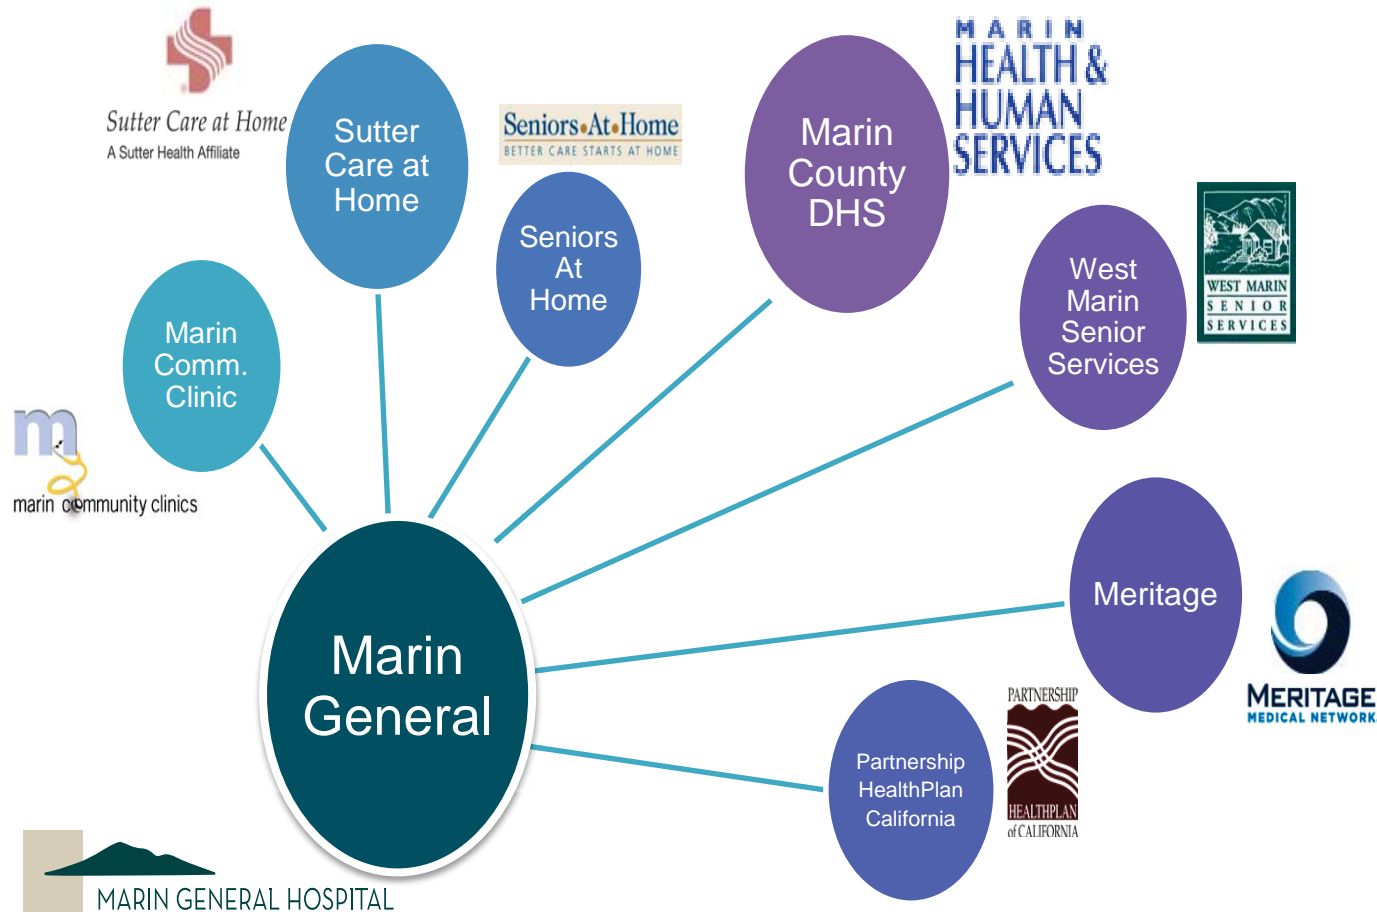 Sutter Care at Home
A Sutter Health Affiliate
Sutter
Care at
Home
Seniors•At•Home
BETTER CARE STARTS AT HOME
Seniors
At
Home
Marin
County
DHS
MARIN
HEALTH &
HUMAN
SERVICES
West
Marin
Senior
Services
WEST MARIN
SENIOR
SERVICES
Marin
Comm.
Clinic
m
marin community clinics
Marin
General
Meritage
MERITAGE
MEDICAL NETWORK
Partnership
HealthPlan
California
PARTNERSHIP
HEALTHPLAN
of CALIFORNIA
MARIN GENERAL HOSPITAL